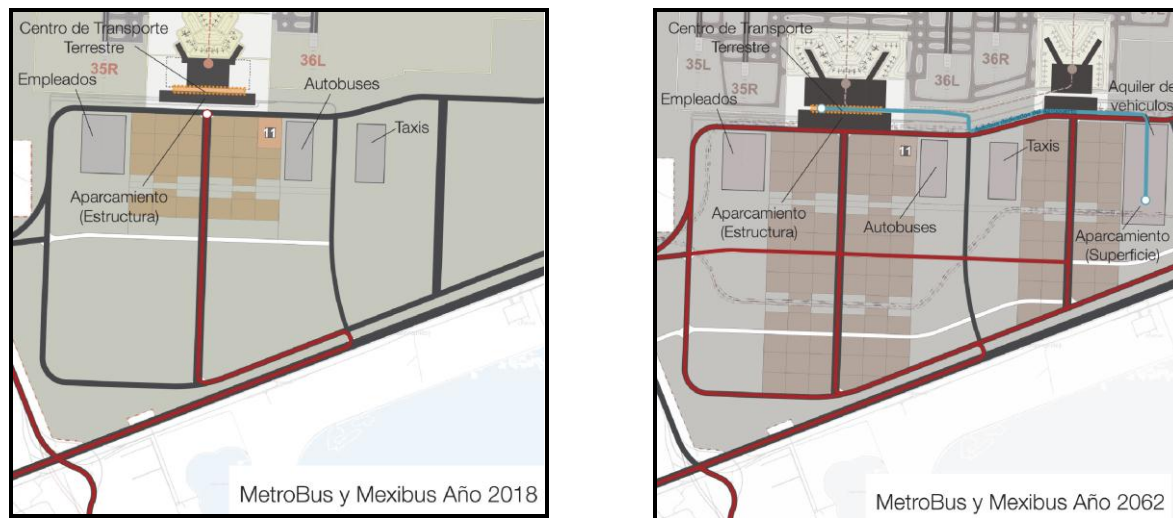 Centro de Transporte
Terrestre
35R
36L
Empleados
Autobuses
11
Taxis
Aparcamiento
(Estructura)
MetroBus y Mexibus Año 2018
Centro de Transporte
Terrestre
35L
35R
36L
36R
Empleados
Aquiler de
vehiculos
11
Taxis
Aparcamiento
(Estructura)
Autobuses
Aparcamiento
(Superficie)
MetroBus y Mexibus Año 2062